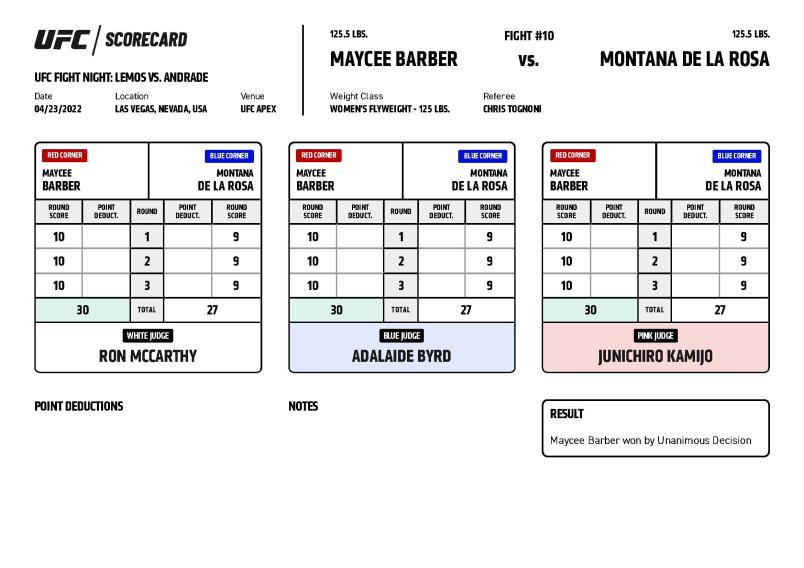 UFC / SCORECARD
UFC FIGHT NIGHT: LEMOS VS. ANDRADE
Date Location Venue
04/23/2022 LAS VEGAS, NEVADA, USA UFC APEX
125.5 LBS. FIGHT #10 125.5 LBS.
MAYCEE BARBER VS. MONTANA DE LA ROSA
Weight Class Referee
WOMEN'S FLYWEIGHT - 125 LBS. CHRIS TOGNONI
RED CORNER BLUE CORNER
MAYCEE MONTANA
BARBER DE LA ROSA
ROUND POINT ROUND POINT ROUND
SCORE DEDUCT. DEDUCT. SCORE
10 1 9
10 2 9
10 3 9
30 TOTAL 27
WHITE JUDGE
RON MCCARTHY
RED CORNER BLUE CORNER
MAYCEE MONTANA
BARBER DE LA ROSA
ROUND POINT ROUND POINT ROUND
SCORE DEDUCT. DEDUCT. SCORE
10 1 9
10 2 9
10 3 9
30 TOTAL 27
BLUE JUDGE
ADALAIDE BYRD
RED CORNER BLUE CORNER
MAYCEE MONTANA
BARBER DE LA ROSA
ROUND POINT ROUND POINT ROUND
SCORE DEDUCT. DEDUCT. SCORE
10 1 9
10 2 9
10 3 9
30 TOTAL 27
PINK JUDGE
JUNICHIRO KAMIJO
POINT DEDUCTIONS
NOTES
RESULT
Maycee Barber won by Unanimous Decision